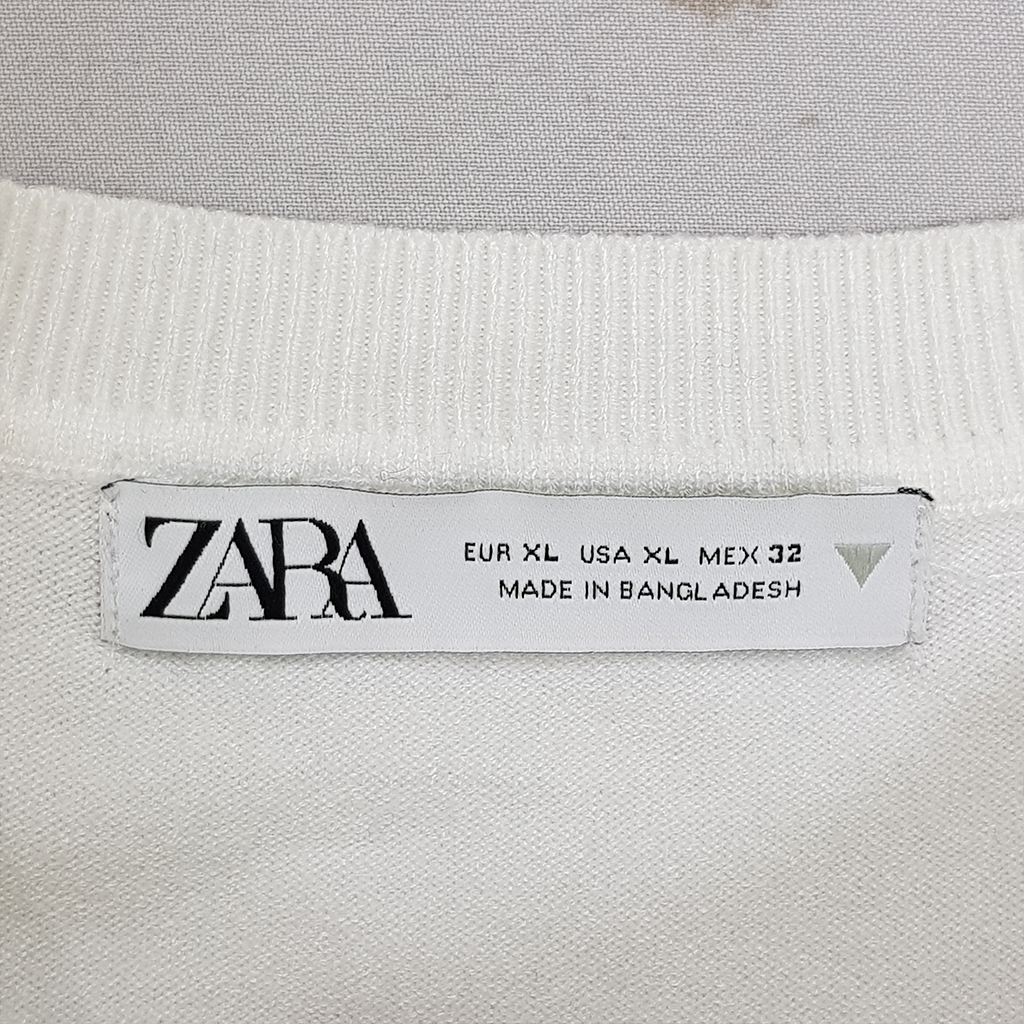 ZARA
EUR XL USA XL MEX 32
MADE IN BANGLADESH